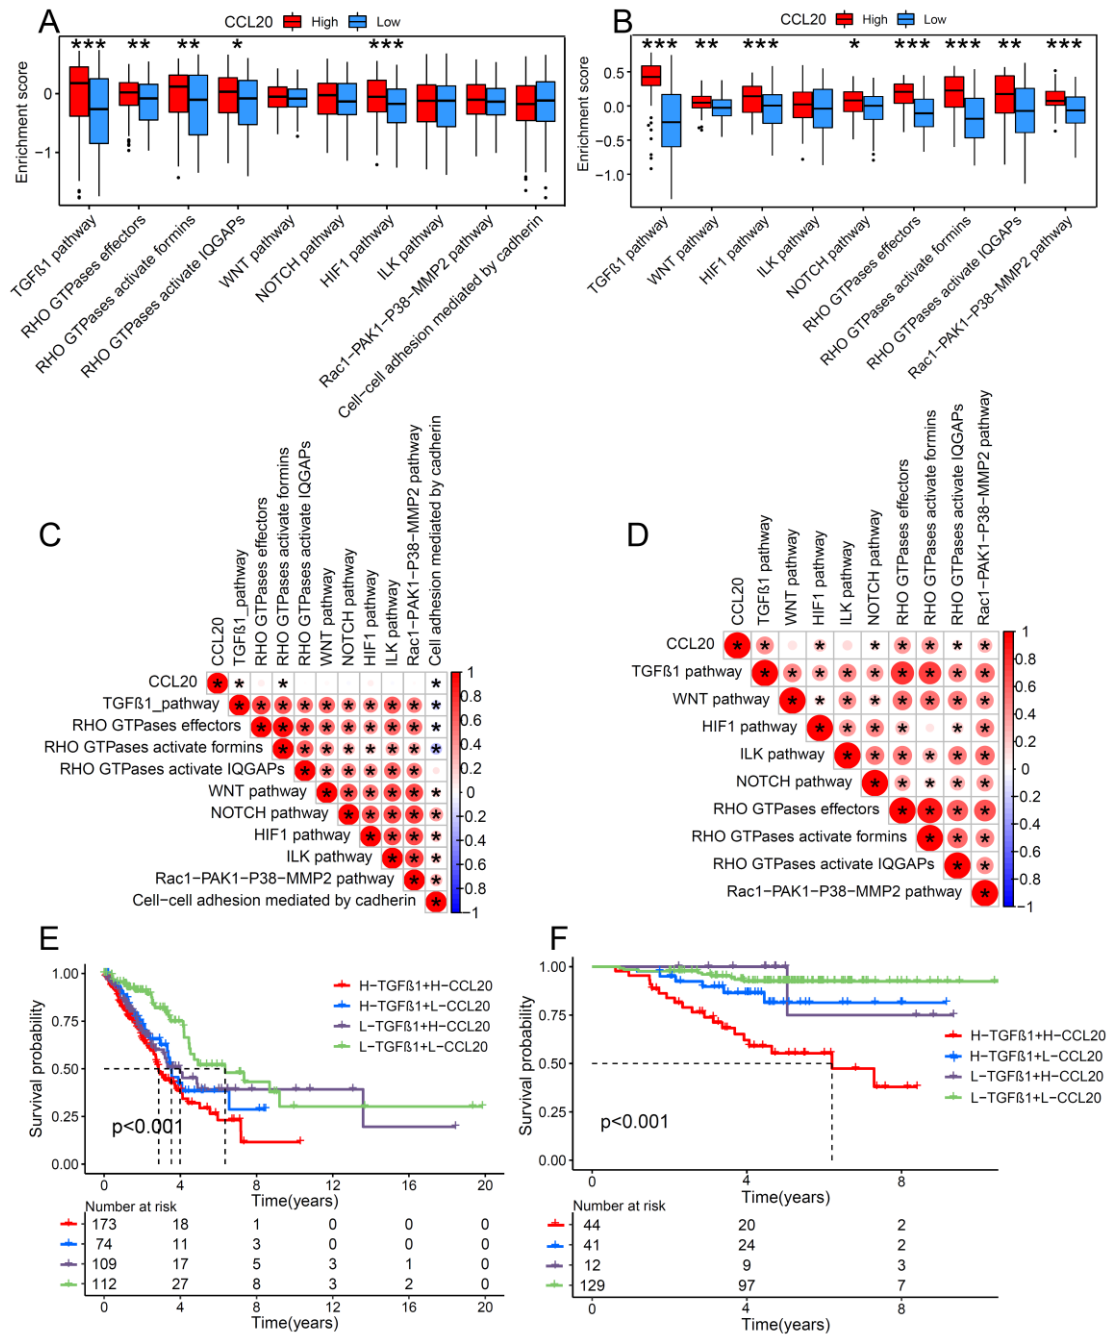 A
CCL20 High Low
*** ** ** * ***
Enrichment score
0
−1
TGFß1 pathway
RHO GTPases effectors
RHO GTPases activate formins
RHO GTPases activate IQGAPs
WNT pathway
NOTCH pathway
HIF1 pathway
ILK pathway
Rac1−PAK1−P38−MMP2 pathway
Cell−cell adhesion mediated by cadherin
B
CCL20 High Low
*** ** *** * *** *** ** ***
Enrichment score
0.5
0.0
−0.5
−1.0
TGFß1 pathway
WNT pathway
HIF1 pathway
ILK pathway
NOTCH pathway
RHO GTPases effectors
RHO GTPases activate formins
RHO GTPases activate IQGAPs
Rac1−PAK1−P38−MMP2 pathway
C
CCL20
TGFß1_pathway
RHO GTPases effectors
RHO GTPases activate formins
RHO GTPases activate IQGAPs
WNT pathway
NOTCH pathway
HIF1 pathway
ILK pathway
Rac1−PAK1−P38−MMP2 pathway
Cell adhesion mediated by cadherin
CCL20
TGFß1_pathway
RHO GTPases effectors
RHO GTPases activate formins
RHO GTPases activate IQGAPs
WNT pathway
NOTCH pathway
HIF1 pathway
ILK pathway
Rac1−PAK1−P38−MMP2 pathway
Cell−cell adhesion mediated by cadherin
1
0.8
0.6
0.4
0.2
0
−0.2
−0.4
−0.6
−0.8
−1
D
CCL20
TGFß1 pathway
WNT pathway
HIF1 pathway
ILK pathway
NOTCH pathway
RHO GTPases effectors
RHO GTPases activate formins
RHO GTPases activate IQGAPs
Rac1−PAK1−P38−MMP2 pathway
CCL20
TGFß1 pathway
WNT pathway
HIF1 pathway
ILK pathway
NOTCH pathway
RHO GTPases effectors
RHO GTPases activate formins
RHO GTPases activate IQGAPs
Rac1−PAK1−P38−MMP2 pathway
1
0.8
0.6
0.4
0.2
0
−0.2
−0.4
−0.6
−0.8
−1
E
Survival probability
1.00
0.75
0.50
0.25
0.00
H−TGFß1+H−CCL20
H−TGFß1+L−CCL20
L−TGFß1+H−CCL20
L−TGFß1+L−CCL20
p<0.001
0 4 8 12 16 20
Time(years)
Number at risk
173 18 1 0 0 0
74 11 3 0 0 0
109 17 5 3 1 0
112 27 8 3 2 0
0 4 8 12 16 20
Time(years)
F
Survival probability
1.00
0.75
0.50
0.25
0.00
H−TGFß1+H−CCL20
H−TGFß1+L−CCL20
L−TGFß1+H−CCL20
L−TGFß1+L−CCL20
p<0.001
0 4 8
Time(years)
Number at risk
44 20 2
41 24 2
12 9 3
129 97 7
0 4 8
Time(years)